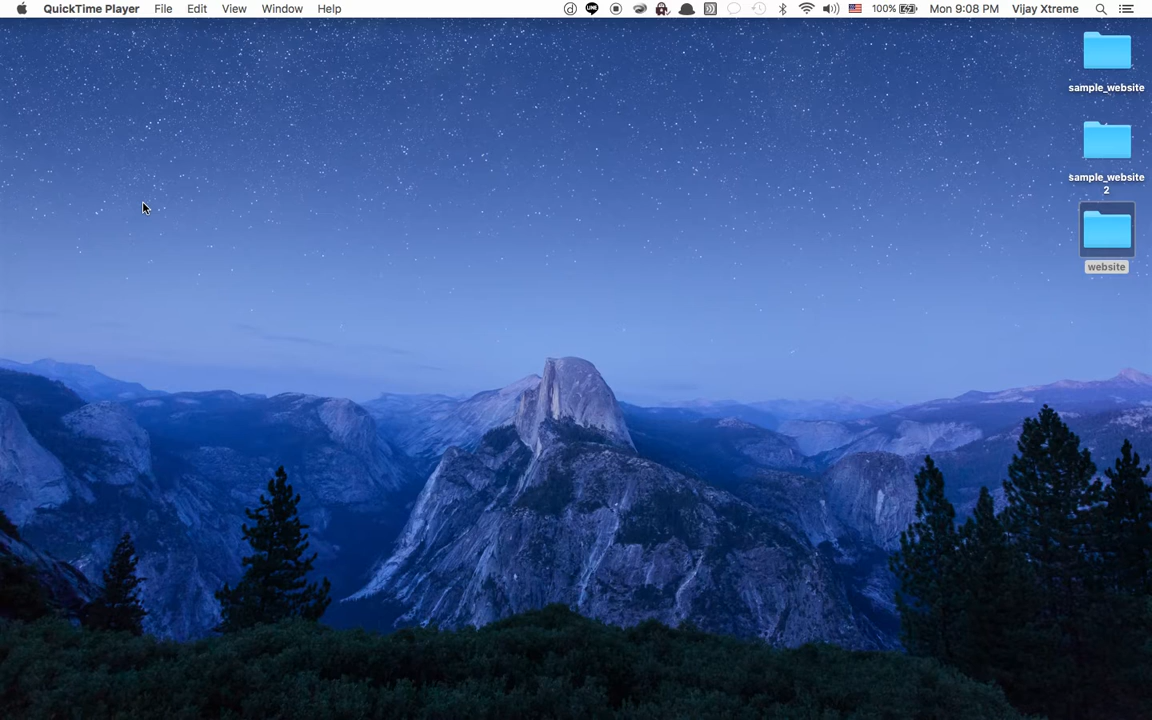 QuickTime Player File Edit View Window Help 100% Mon 9:08 PM Vijay Xtreme
sample_website
sample_website
2
website